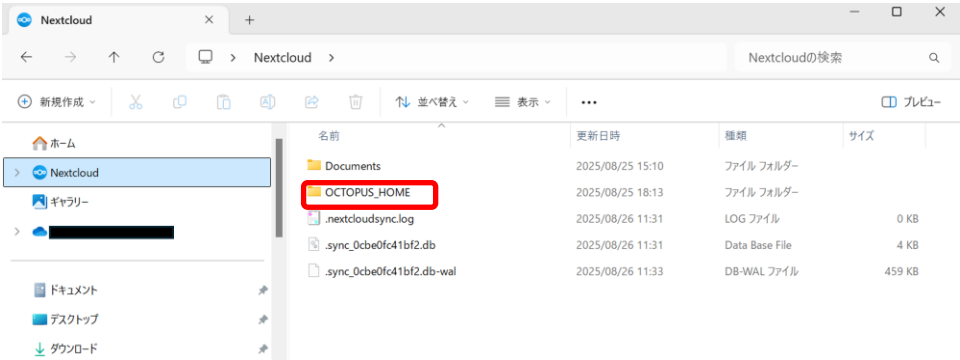 Nextcloud
Nextcloud
Nextcloudの検索
新規作成 並べ替え 表示 プレビュー
名前 更新日時 種類 サイズ
ホーム
Nextcloud
ギャラリー
ドキュメント
デスクトップ
ダウンロード
Documents 2025/08/25 15:10 ファイル フォルダー
OCTOPUS_HOME 2025/08/25 18:13 ファイル フォルダー
.nextcloudsync.log 2025/08/26 11:31 LOG ファイル 0 KB
.sync_0cbe0fc41bf2.db 2025/08/26 11:31 Data Base File 4 KB
.sync_0cbe0fc41bf2.db-wal 2025/08/26 11:33 DB-WAL ファイル 459 KB